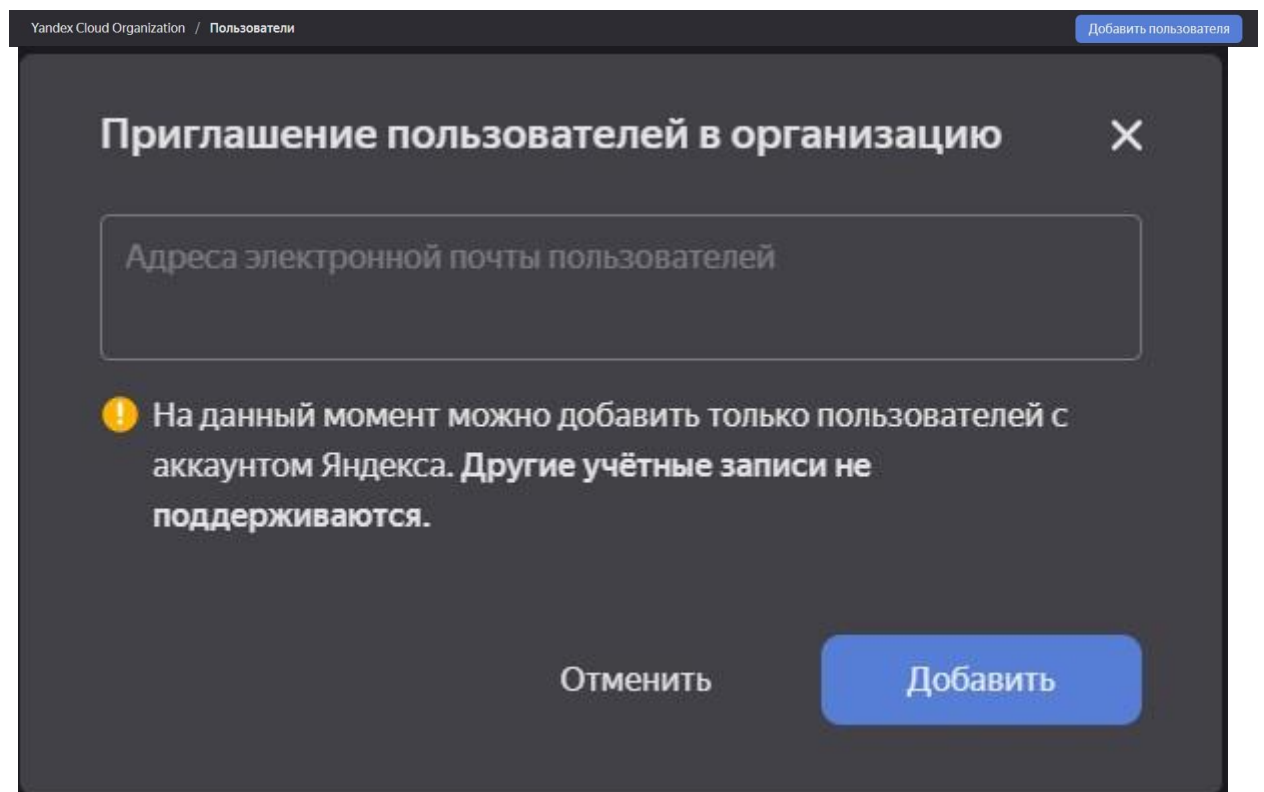 Yandex Cloud Organization / Пользователи
Добавить пользователя
Приглашение пользователей в организацию
Адреса электронной почты пользователей
На данный момент можно добавить только пользователей с
аккаунтом Яндекса. Другие учётные записи не
поддерживаются.
Отменить
Добавить